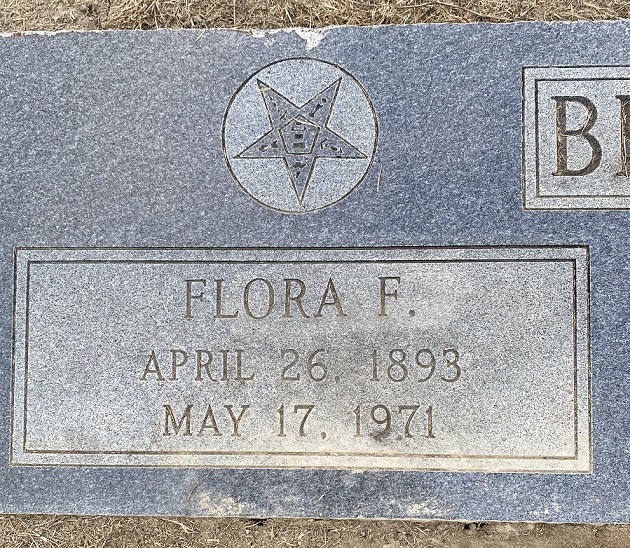 FLORA F.
APRIL 26, 1893
MAY 17, 1971